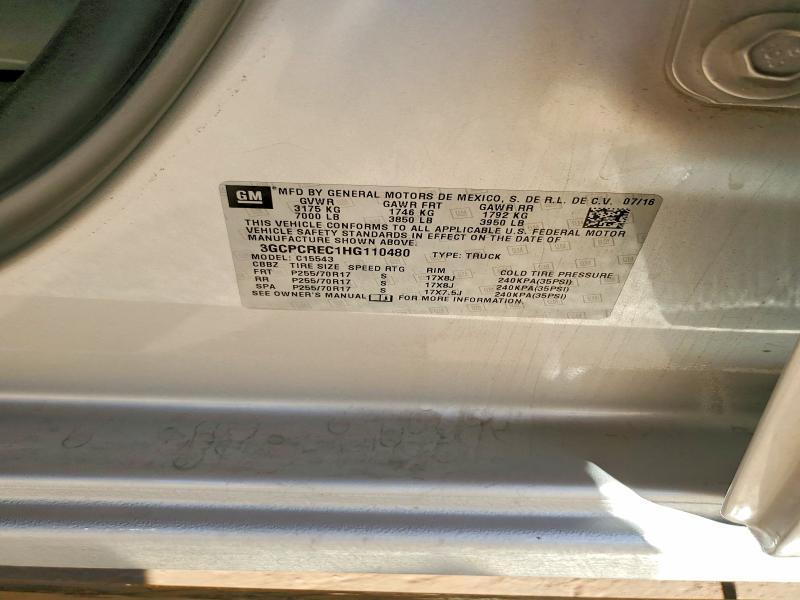 GM *MFD BY GENERAL MOTORS DE MEXICO, S. DE R.L. DE C.V. 07/16
GVWR GAWR FRT GAWR RR
3175 KG 1746 KG 1792 KG
7000 LB 3850 LB 3950 LB
THIS VEHICLE CONFORMS TO ALL APPLICABLE U.S. FEDERAL MOTOR
VEHICLE SAFETY STANDARDS IN EFFECT ON THE DATE OF
MANUFACTURE SHOWN ABOVE.
3GCPCREC1HG110480 TYPE: TRUCK
MODEL: C15543
CBBZ TIRE SIZE SPEED RTG RIM COLD TIRE PRESSURE
FRT P255/70R17 S 17X8J 240KPA(35PSI)
RR P255/70R17 S 17X8J 240KPA(35PSI)
SPA P255/70R17 S 17X7.5J 240KPA(35PSI)
SEE OWNER'S MANUAL FOR MORE INFORMATION.